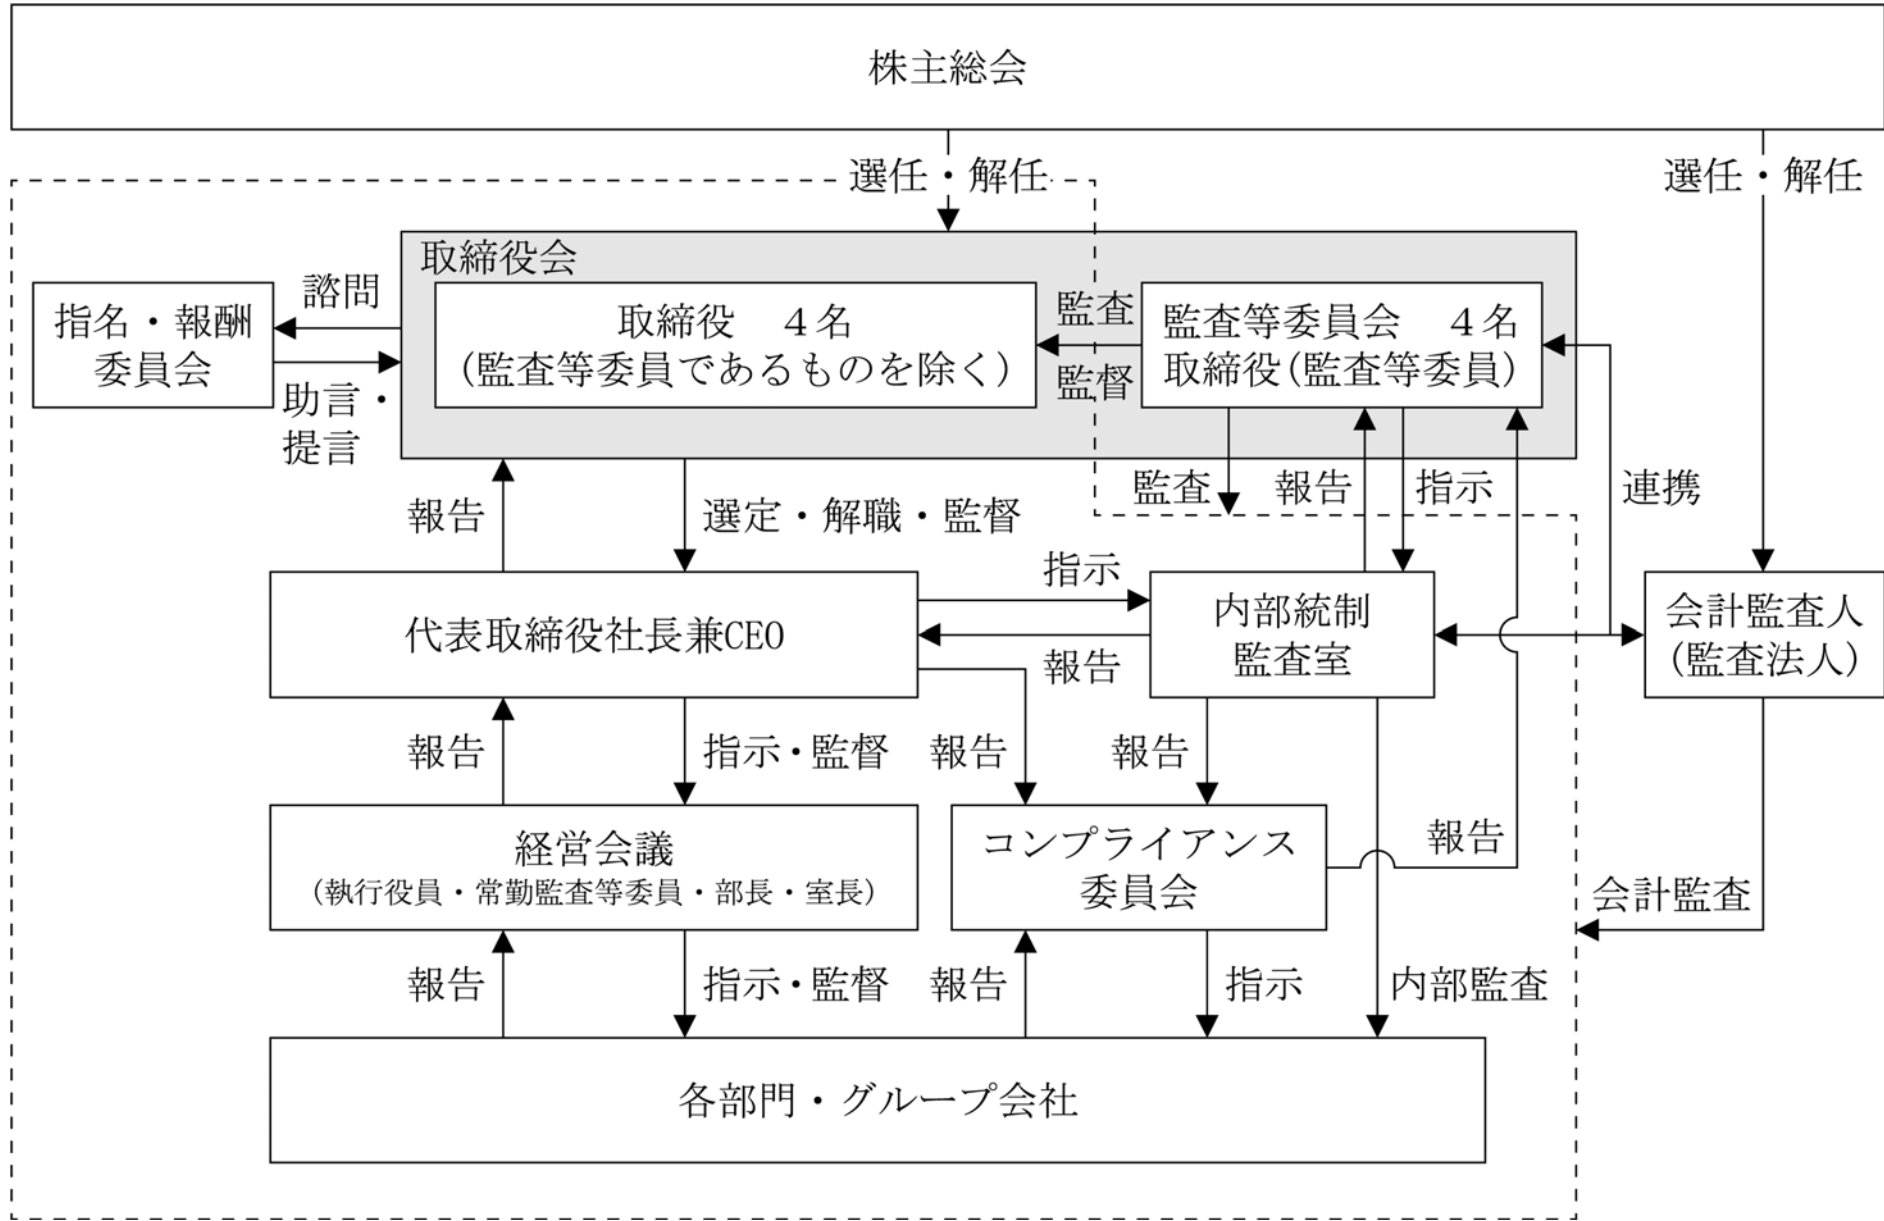 株主総会
選任・解任
選任・解任
取締役会
指名・報酬
委員会
諮問
助言・
提言
取締役　４名
(監査等委員であるものを除く)
監査
監督
監査等委員会　４名
取締役(監査等委員)
報告
選定・解職・監督
監査
報告
指示
連携
代表取締役社長兼CEO
指示
報告
内部統制
監査室
会計監査人
(監査法人)
報告
指示・監督
報告
報告
経営会議
(執行役員・常勤監査等委員・部長・室長)
コンプライアンス
委員会
報告
会計監査
報告
指示・監督
報告
指示
内部監査
各部門・グループ会社